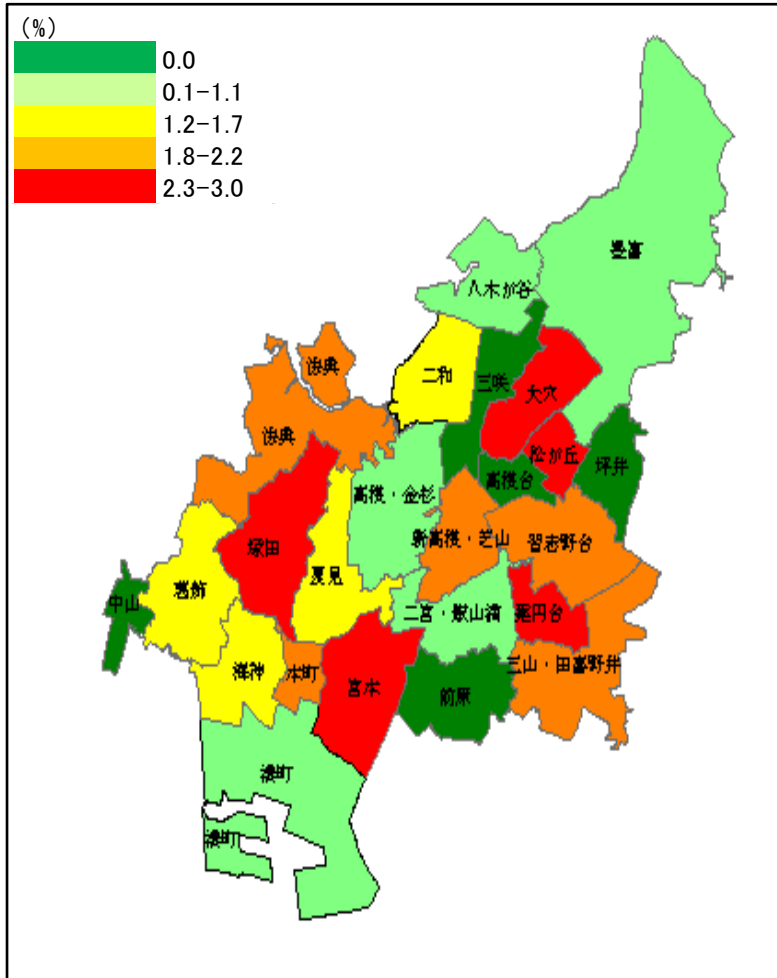 (%)
0.0
0.1-1.1
1.2-1.7
1.8-2.2
2.3-3.0
豊富
八木が谷
二和
三咲
大穴
法典
法典
松が丘
坪井
高根台
高根・金杉
新高根・芝山
習志野台
塚田
夏見
葛飾
中山
二宮・飯山満
薬円台
三山・田喜野井
海神
本町
宮本
前原
湊町
湊町